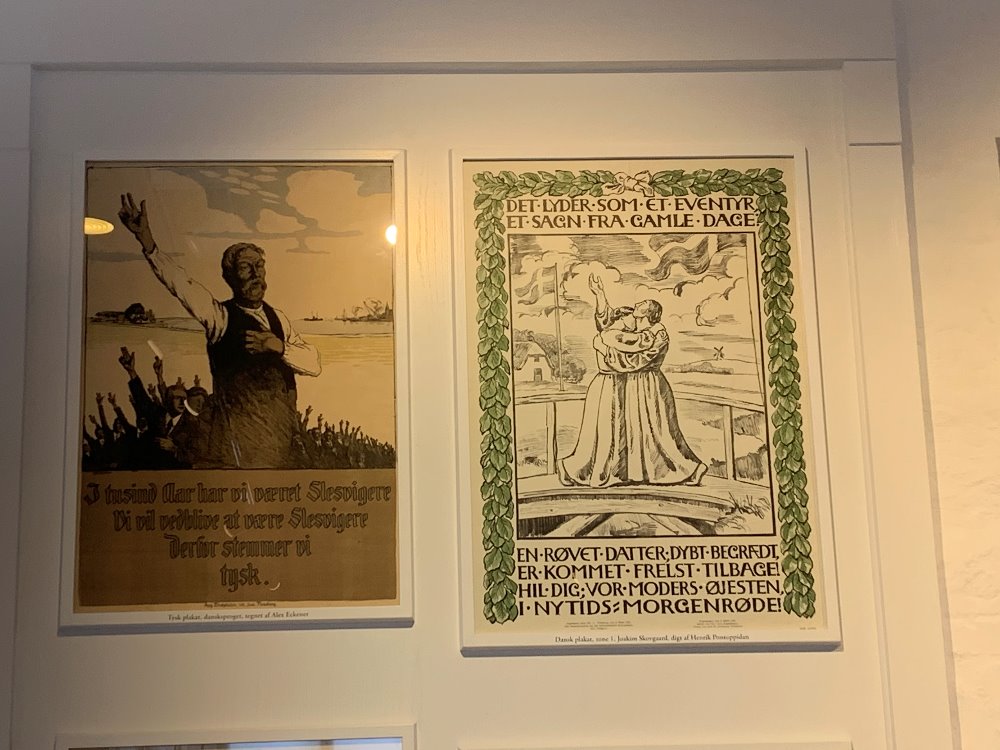 I tusind Aar har vi været Slesvigere
Vi vil vedblive at være Slesvigere
Derfor stemmer vi
tysk.
Tysk plakat, dansksproget, tegnet af Alex Eckener
DET·LYDER·SOM·ET·EVENTYR,
ET·SAGN·FRA·GAMLE·DAGE:
EN·RØVET·DATTER,DYBT·BEGRÆDT,
ER·KOMMET·FRELST·TILBAGE!
HIL·DIG;VOR·MODERS·ØJESTEN,
I·NYTIDS·MORGENRØDE!
Dansk plakat, zone 1, Joakim Skovgaard, digt af Henrik Pontoppidan